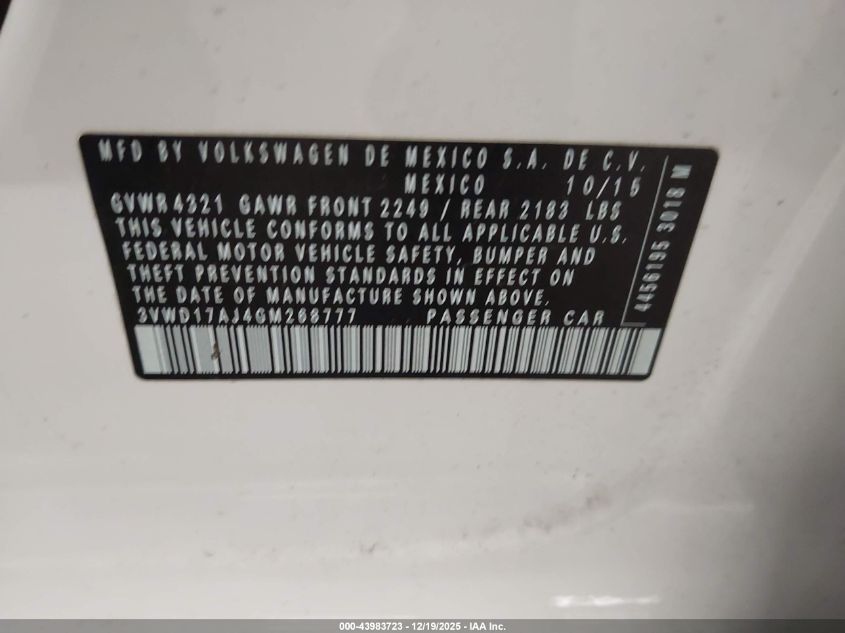 MFD BY VOLKSWAGEN DE MEXICO S.A. DE C.V.
MEXICO 10/15
GVWR 4321 GAWR FRONT 2249 / REAR 2183 LBS
THIS VEHICLE CONFORMS TO ALL APPLICABLE U.S.
FEDERAL MOTOR VEHICLE SAFETY, BUMPER AND
THEFT PREVENTION STANDARDS IN EFFECT ON
THE DATE OF MANUFACTURE SHOWN ABOVE.
3VWD17AJ4GM268777 PASSENGER CAR
4456195 3018 M
000-43983723 - 12/19/2025 - IAA Inc.